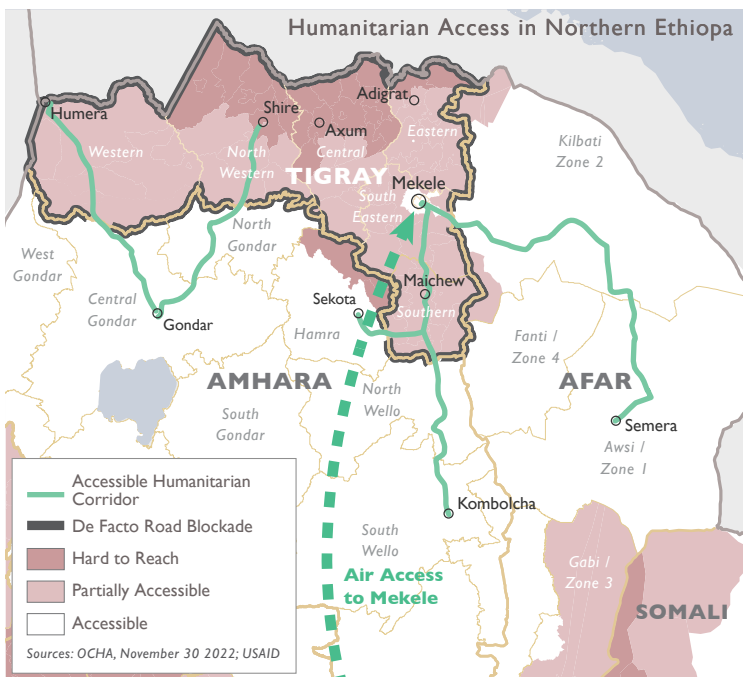 Humanitarian Access in Northern Ethiopa
Humera
Shire
Adigrat
Axum
Western
North
Western
Central
Eastern
Kilbati
Zone 2
TIGRAY
Mekele
South
Eastern
North
Gondar
West
Gondar
Central
Gondar
Gondar
Sekota
Maichew
Southern
Hamra
Fanti /
Zone 4
AMHARA
North
Wello
AFAR
South
Gondar
Semera
Awsi /
Zone 1
Kombolcha
South
Wello
Air Access
to Mekele
Gabi /
Zone 3
SOMALI
Accessible Humanitarian
Corridor
De Facto Road Blockade
Hard to Reach
Partially Accessible
Accessible
Sources: OCHA, November 30 2022; USAID